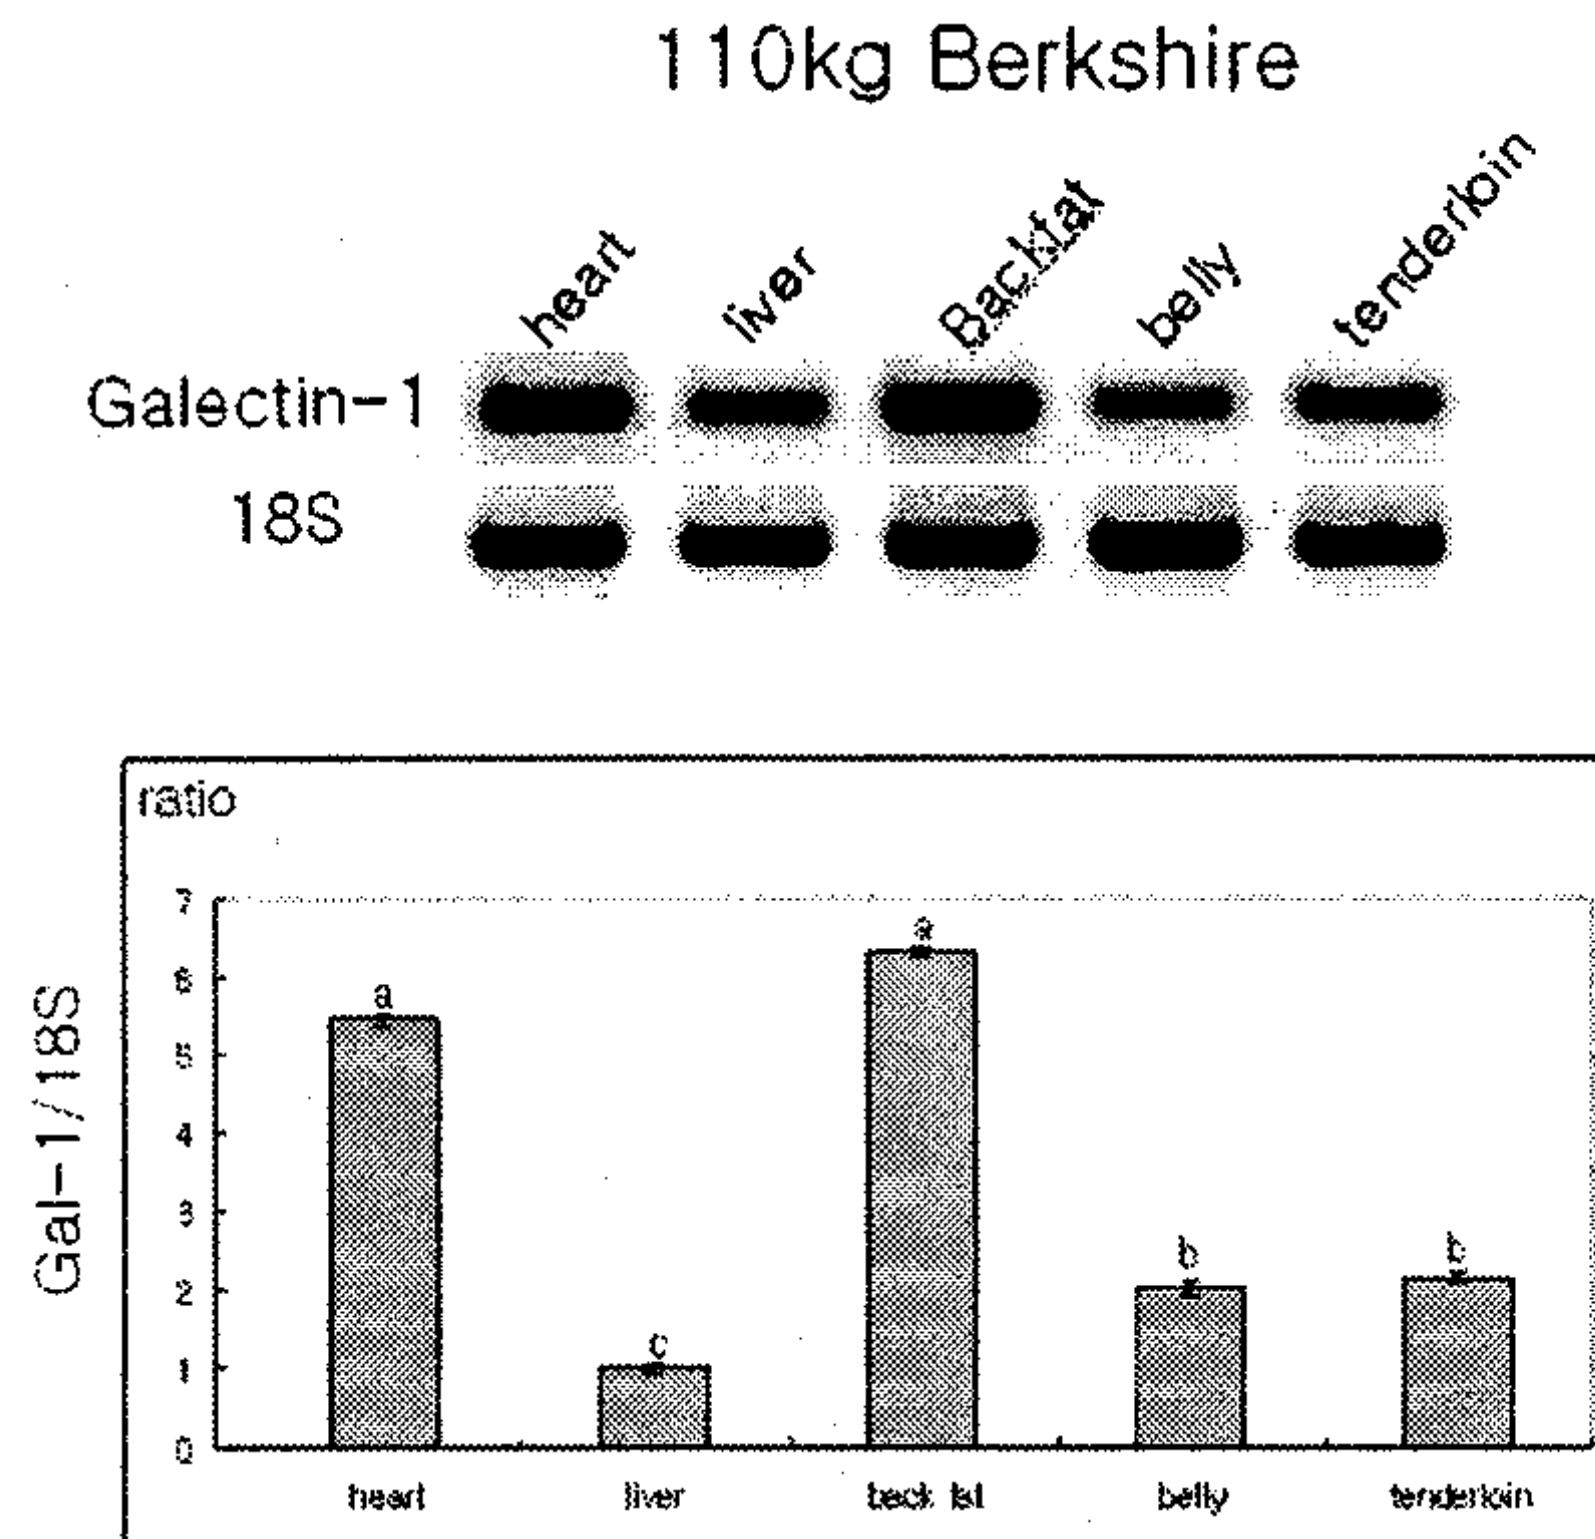 110kg Berkshire
heart liver Backfat belly tenderloin
Galectin-1
18S
ratio
Gal-1/18S
7
6
5
4
3
2
1
0
a
c
a
b
b
heart liver back fat belly tenderloin